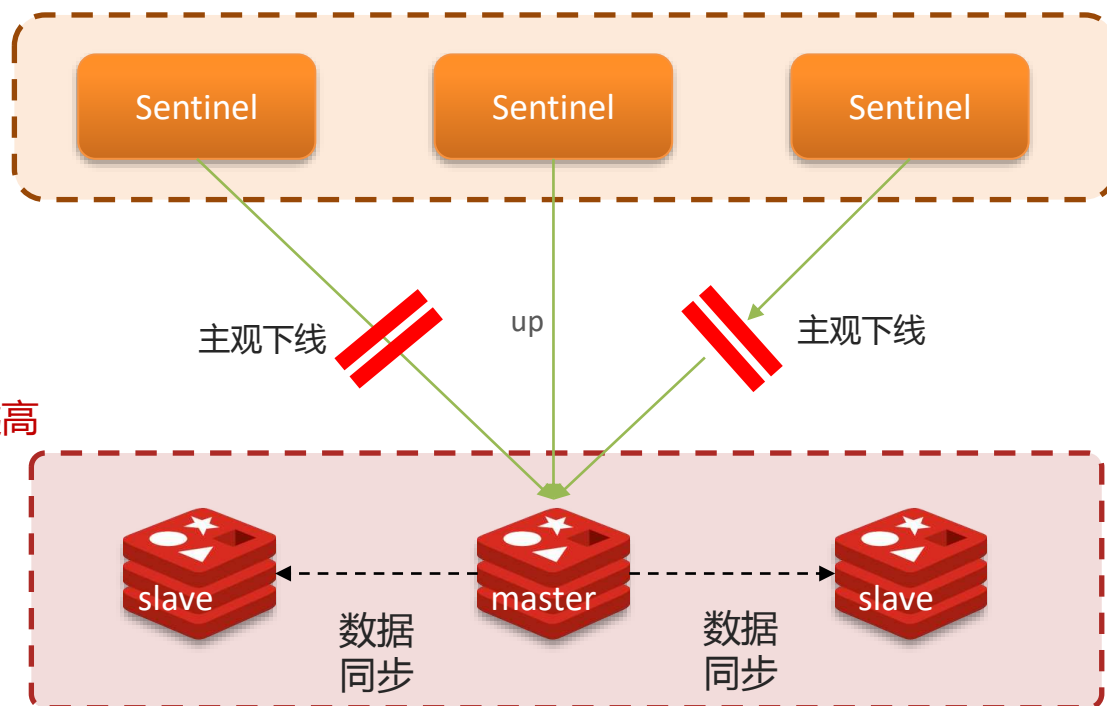 Sentinel
Sentinel
Sentinel
主观下线
up
主观下线
高
slave
master
slave
数据
同步
数据
同步